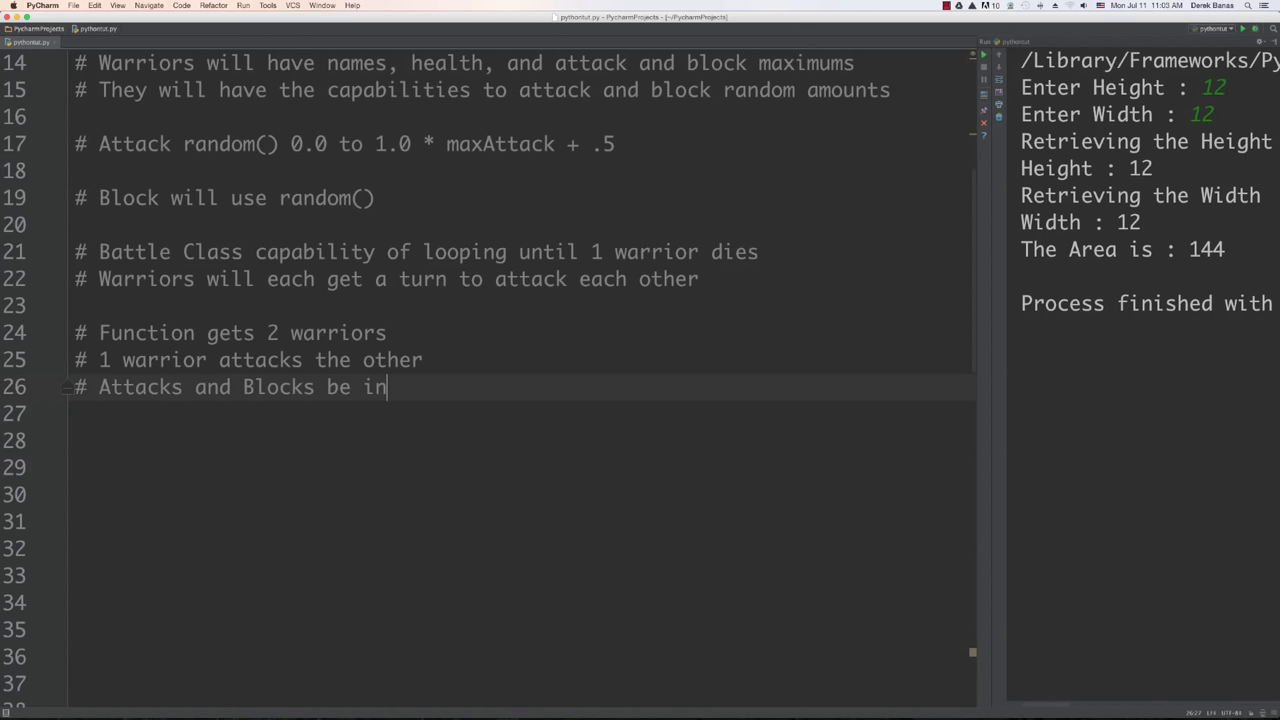 PyCharm File Edit View Navigate Code Refactor Run Tools VCS Window Help 10 Mon Jul 11 11:03 AM Derek Banas
pythontut.py - PycharmProjects - [~/PycharmProjects]
PycharmProjects pythontut.py pythontut
pythontut.py Run pythontut
14 # Warriors will have names, health, and attack and block maximums
15 # They will have the capabilities to attack and block random amounts
16
17 # Attack random() 0.0 to 1.0 * maxAttack + .5
18
19 # Block will use random()
20
21 # Battle Class capability of looping until 1 warrior dies
22 # Warriors will each get a turn to attack each other
23
24 # Function gets 2 warriors
25 # 1 warrior attacks the other
26 # Attacks and Blocks be in
27
28
29
30
31
32
33
34
35
36
37
/Library/Frameworks/Py
Enter Height : 12
Enter Width : 12
Retrieving the Height
Height : 12
Retrieving the Width
Width : 12
The Area is : 144
Process finished with
26:27 LF UTF-8